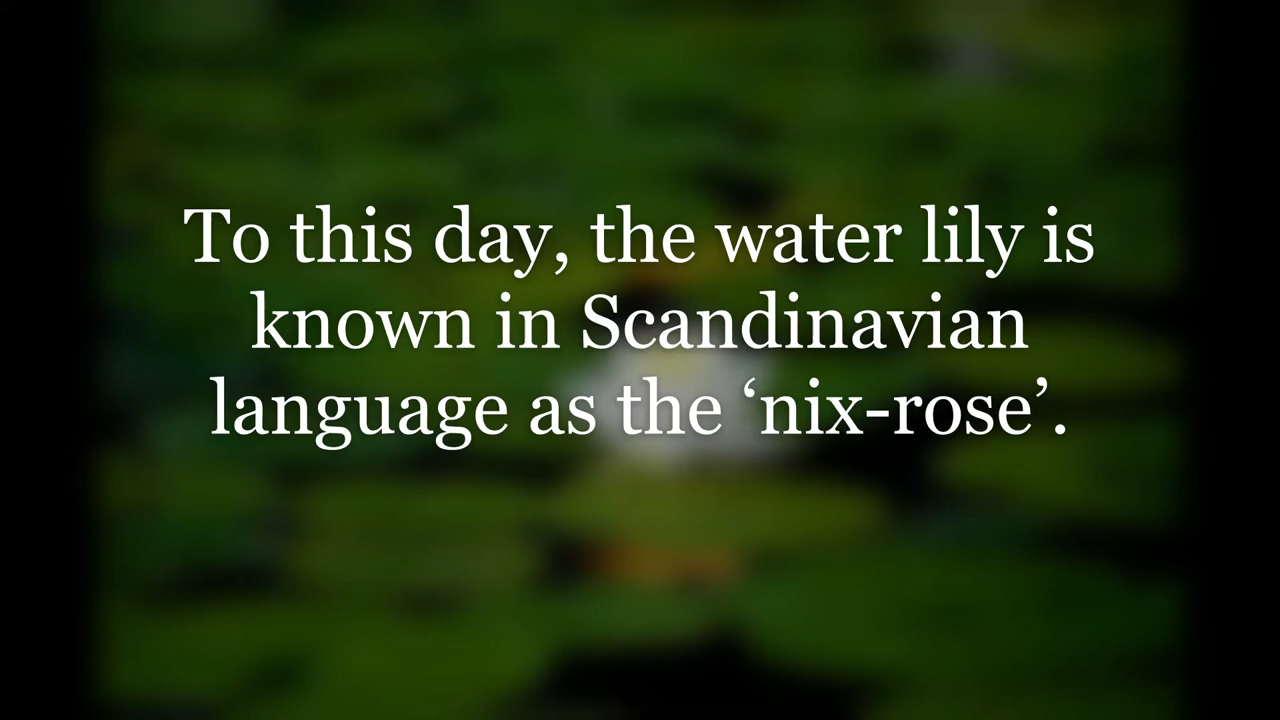 To this day, the water lily is
known in Scandinavian
language as the ‘nix-rose’.